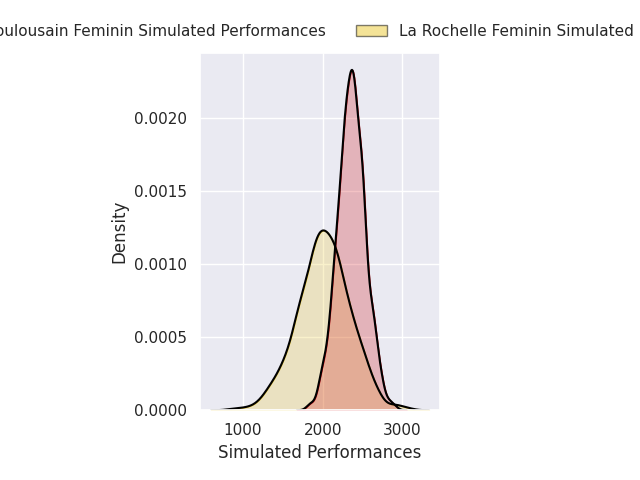 oulousain Feminin Simulated Performances La Rochelle Feminin Simulated
0.0020
0.0015
0.0010
0.0005
0.0000
Density
1000 2000 3000
Simulated Performances